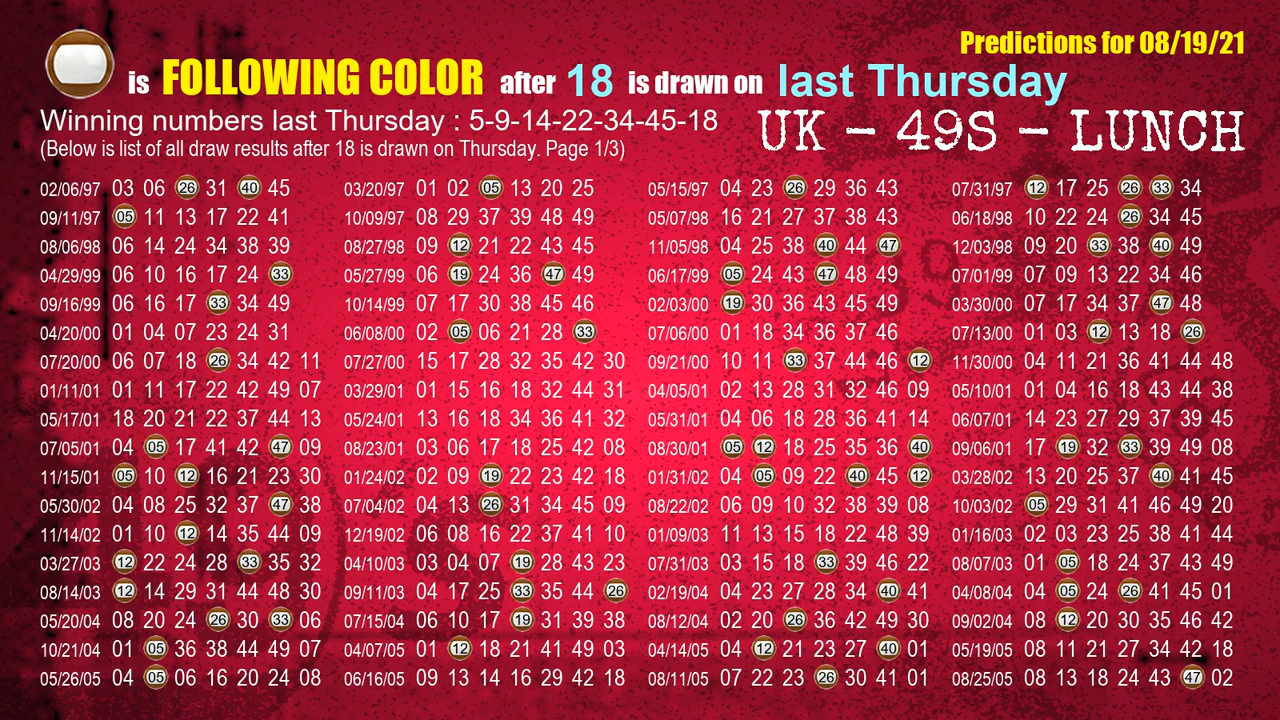 Predictions for 08/19/21
is FOLLOWING COLOR after 18 is drawn on last Thursday
Winning numbers last Thursday : 5-9-14-22-34-45-18
UK - 49S - LUNCH
(Below is list of all draw results after 18 is drawn on Thursday. Page 1/3)
02/06/97 03 06 26 31 40 45 03/20/97 01 02 05 13 20 25 05/15/97 04 23 26 29 36 43 07/31/97 12 17 25 26 33 34
09/11/97 05 11 13 17 22 41 10/09/97 08 29 37 39 48 49 05/07/98 16 21 27 37 38 43 06/18/98 10 22 24 26 34 45
08/06/98 06 14 24 34 38 39 08/27/98 09 12 21 22 43 45 11/05/98 04 25 38 40 44 47 12/03/98 09 20 33 38 40 49
04/29/99 06 10 16 17 24 33 05/27/99 06 19 24 36 47 49 06/17/99 05 24 43 47 48 49 07/01/99 07 09 13 22 34 46
09/16/99 06 16 17 33 34 49 10/14/99 07 17 30 38 45 46 02/03/00 19 30 36 43 45 49 03/30/00 07 17 34 37 47 48
04/20/00 01 04 07 23 24 31 06/08/00 02 05 06 21 28 33 07/06/00 01 18 34 36 37 46 07/13/00 01 03 12 13 18 26
07/20/00 06 07 18 26 34 42 11 07/27/00 15 17 28 32 35 42 30 09/21/00 10 11 33 37 44 46 12 11/30/00 04 11 21 36 41 44 48
01/11/01 01 11 17 22 42 49 07 03/29/01 01 15 16 18 32 44 31 04/05/01 02 13 28 31 32 46 09 05/10/01 01 04 16 18 43 44 38
05/17/01 18 20 21 22 37 44 13 05/24/01 13 16 18 34 36 41 32 05/31/01 04 06 18 28 36 41 14 06/07/01 14 23 27 29 37 39 45
07/05/01 04 05 17 41 42 47 09 08/23/01 03 06 17 18 25 42 08 08/30/01 05 12 18 25 35 36 40 09/06/01 17 19 32 33 39 49 08
11/15/01 05 10 12 16 21 23 30 01/24/02 02 09 19 22 23 42 18 01/31/02 04 05 09 22 40 45 12 03/28/02 13 20 25 37 40 41 45
05/30/02 04 08 25 32 37 47 38 07/04/02 04 13 26 31 34 45 09 08/22/02 06 09 10 32 38 39 08 10/03/02 05 29 31 41 46 49 20
11/14/02 01 10 12 14 35 44 09 12/19/02 06 08 16 22 37 41 10 01/09/03 11 13 15 18 22 48 39 01/16/03 02 03 23 25 38 41 44
03/27/03 12 22 24 28 33 35 32 04/10/03 03 04 07 19 28 43 23 07/31/03 03 15 18 33 39 46 22 08/07/03 01 05 18 24 37 43 49
08/14/03 12 14 29 31 44 48 30 09/11/03 04 17 25 33 35 44 26 02/19/04 04 23 27 28 34 40 41 04/08/04 04 05 24 26 41 45 01
05/20/04 08 20 24 26 30 33 06 07/15/04 06 10 17 19 31 39 38 08/12/04 02 20 26 36 42 49 30 09/02/04 08 12 20 30 35 46 42
10/21/04 01 05 36 38 44 49 07 04/07/05 01 12 18 21 41 49 03 04/14/05 04 12 21 23 27 40 01 05/19/05 08 11 21 27 34 42 18
05/26/05 04 05 06 16 20 24 08 06/16/05 09 13 14 16 29 42 18 08/11/05 07 22 23 26 30 41 01 08/25/05 08 13 18 24 43 47 02